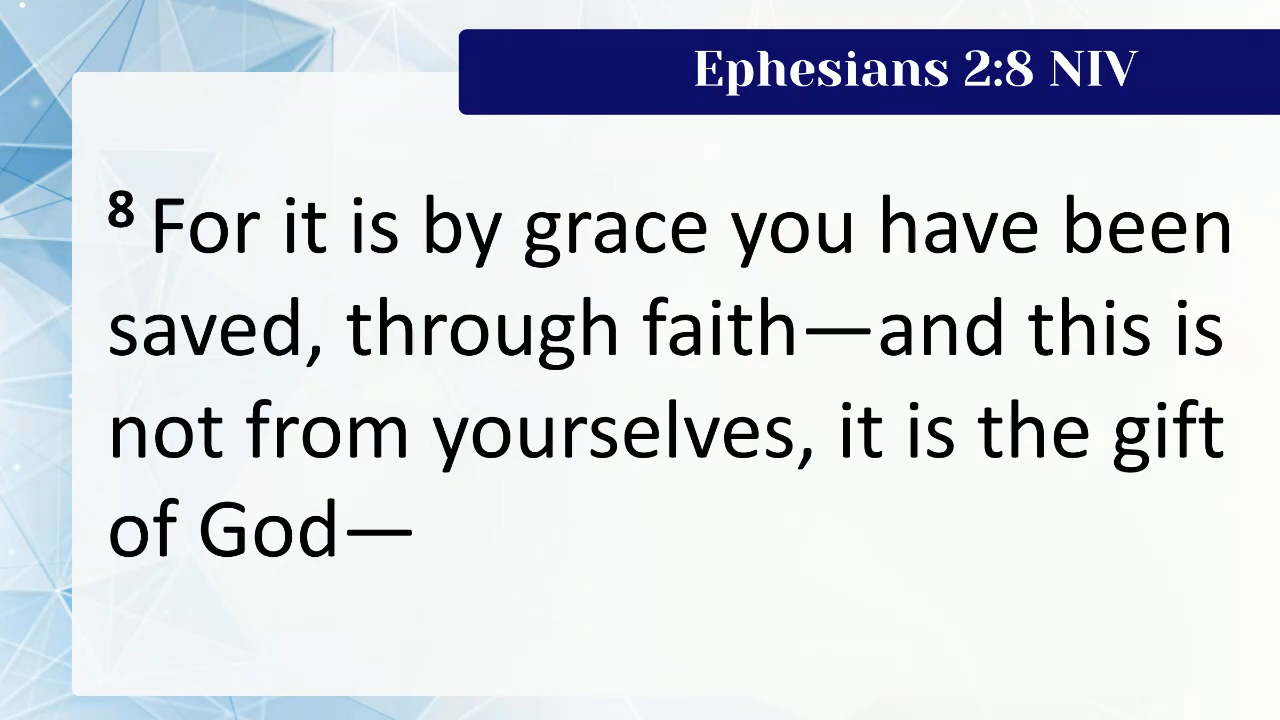 Ephesians 2:8 NIV
8 For it is by grace you have been
saved, through faith—and this is
not from yourselves, it is the gift
of God—